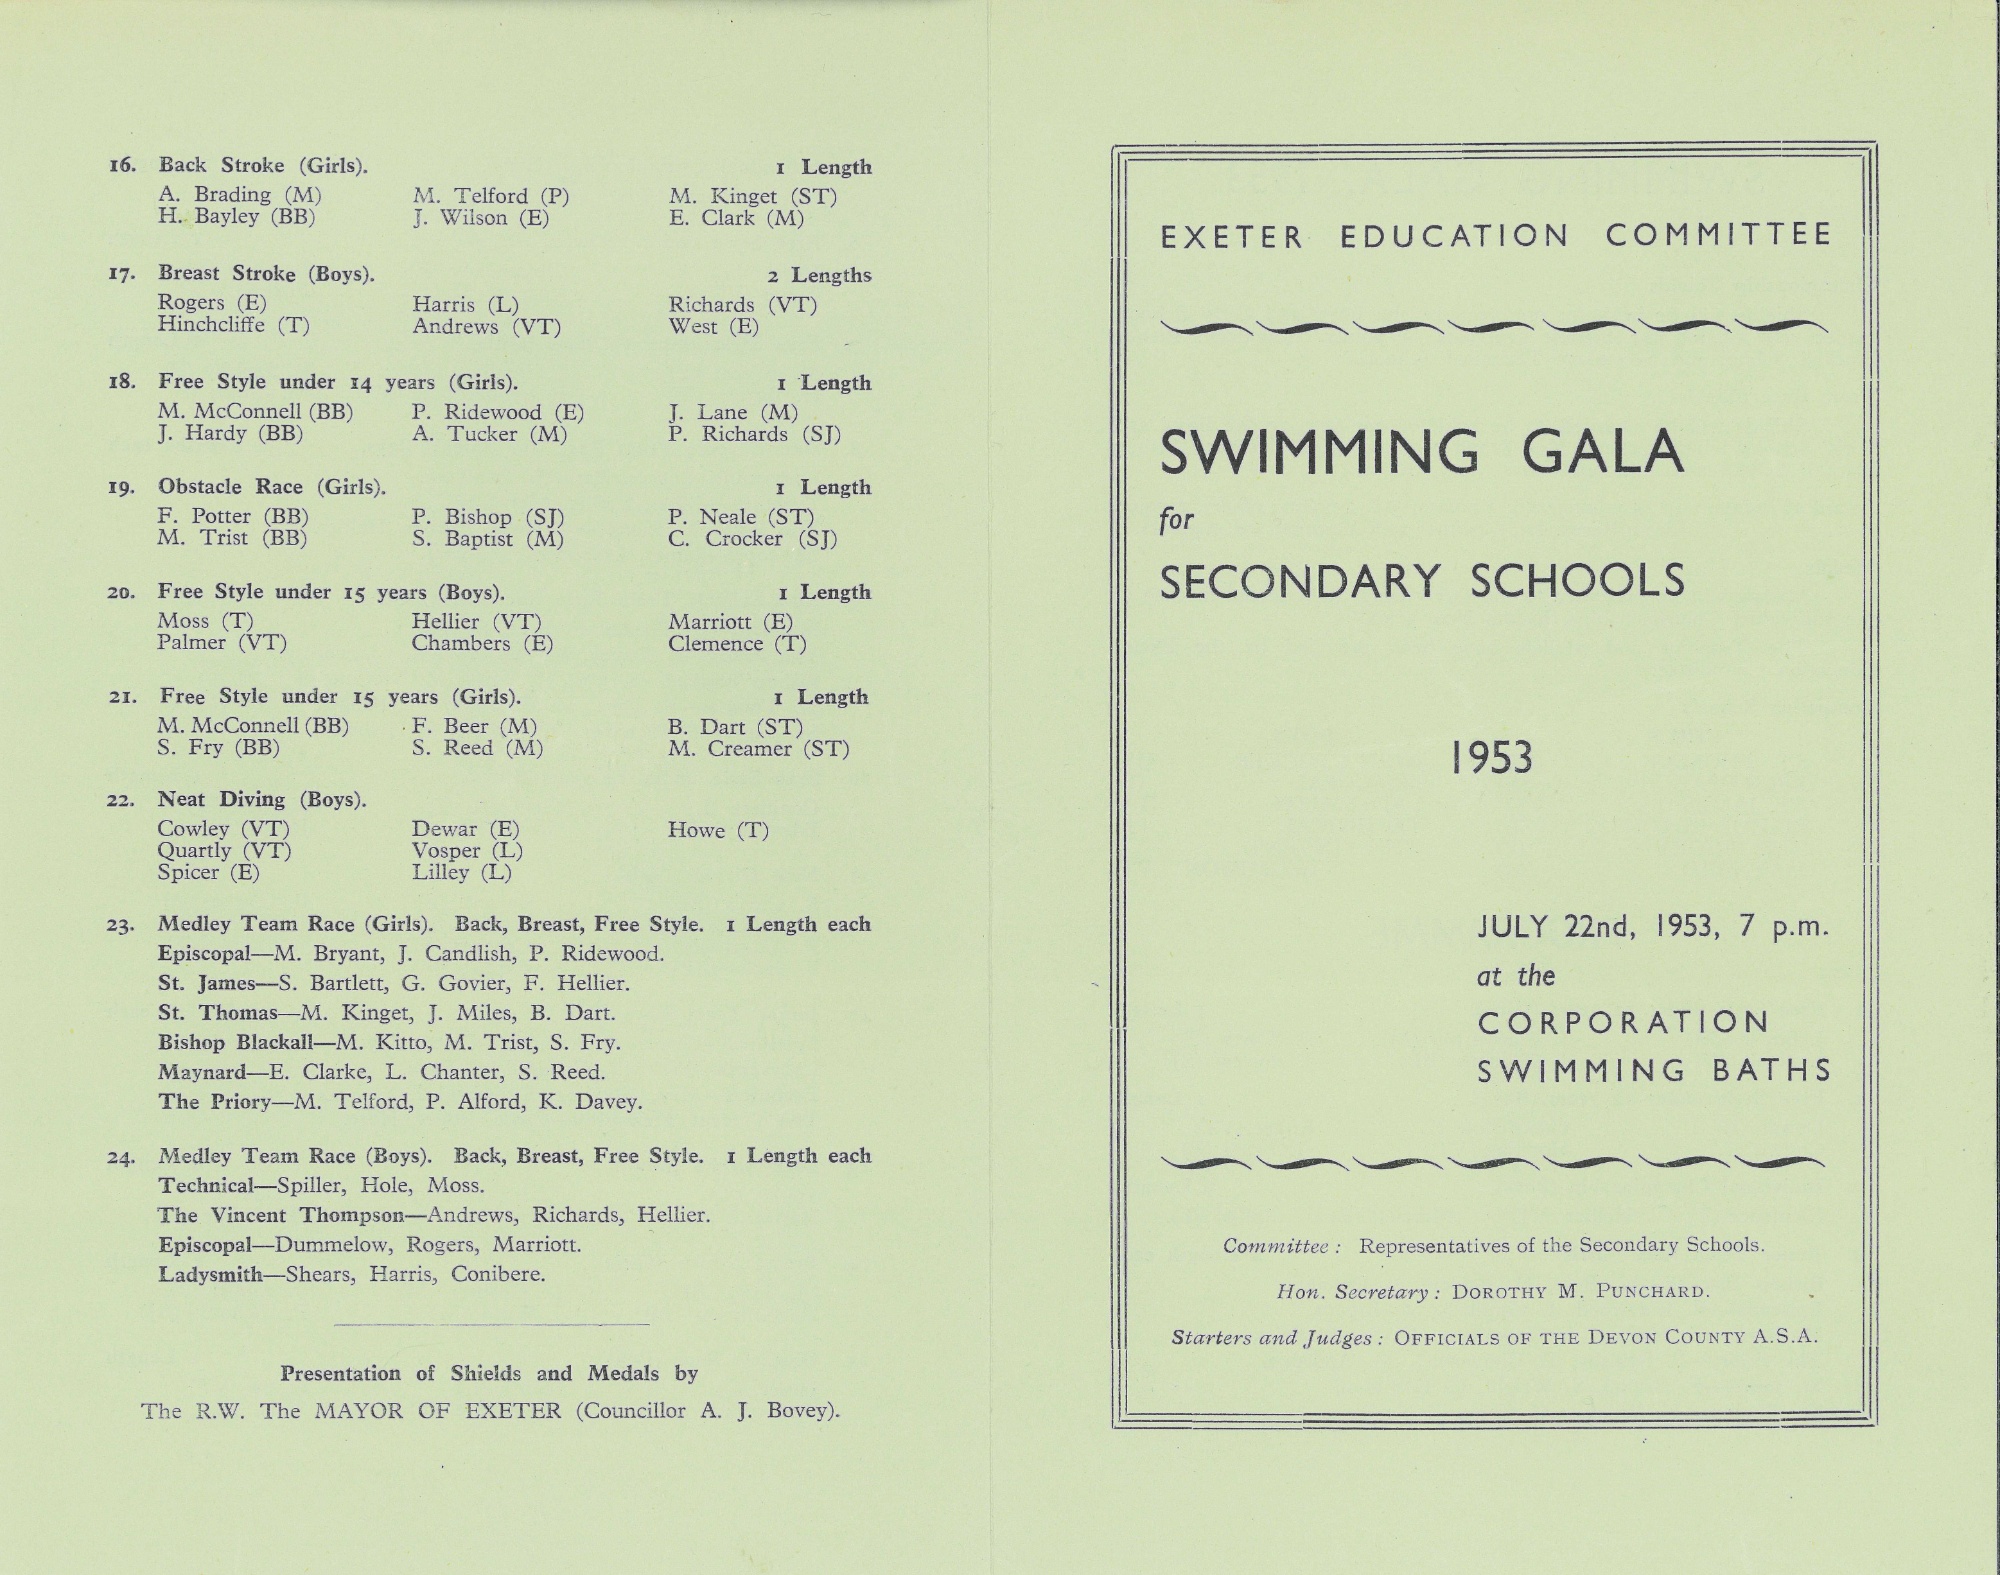 16. Back Stroke (Girls). 1 Length
A. Brading (M) M. Telford (P) M. Kinget (ST)
H. Bayley (BB) J. Wilson (E) E. Clark (M)
17. Breast Stroke (Boys). 2 Lengths
Rogers (E) Harris (L) Richards (VT)
Hinchcliffe (T) Andrews (VT) West (E)
18. Free Style under 14 years (Girls). 1 Length
M. McConnell (BB) P. Ridewood (E) J. Lane (M)
J. Hardy (BB) A. Tucker (M) P. Richards (SJ)
19. Obstacle Race (Girls). 1 Length
F. Potter (BB) P. Bishop (SJ) P. Neale (ST)
M. Trist (BB) S. Baptist (M) C. Crocker (SJ)
20. Free Style under 15 years (Boys). 1 Length
Moss (T) Hellier (VT) Marriott (E)
Palmer (VT) Chambers (E) Clemence (T)
21. Free Style under 15 years (Girls). 1 Length
M. McConnell (BB) F. Beer (M) B. Dart (ST)
S. Fry (BB) S. Reed (M) M. Creamer (ST)
22. Neat Diving (Boys).
Cowley (VT) Dewar (E) Howe (T)
Quartly (VT) Vosper (L)
Spicer (E) Lilley (L)
23. Medley Team Race (Girls). Back, Breast, Free Style. 1 Length each
Episcopal—M. Bryant, J. Candlish, P. Ridewood.
St. James—S. Bartlett, G. Govier, F. Hellier.
St. Thomas—M. Kinget, J. Miles, B. Dart.
Bishop Blackall—M. Kitto, M. Trist, S. Fry.
Maynard—E. Clarke, L. Chanter, S. Reed.
The Priory—M. Telford, P. Alford, K. Davey.
24. Medley Team Race (Boys). Back, Breast, Free Style. 1 Length each
Technical—Spiller, Hole, Moss.
The Vincent Thompson—Andrews, Richards, Hellier.
Episcopal—Dummelow, Rogers, Marriott.
Ladysmith—Shears, Harris, Conibere.
Presentation of Shields and Medals by
The R.W. The MAYOR OF EXETER (Councillor A. J. Bovey).
EXETER EDUCATION COMMITTEE
SWIMMING GALA
for
SECONDARY SCHOOLS
1953
JULY 22nd, 1953, 7 p.m.
at the
CORPORATION
SWIMMING BATHS
Committee: Representatives of the Secondary Schools.
Hon. Secretary: DOROTHY M. PUNCHARD.
Starters and Judges: OFFICIALS OF THE DEVON COUNTY A.S.A.